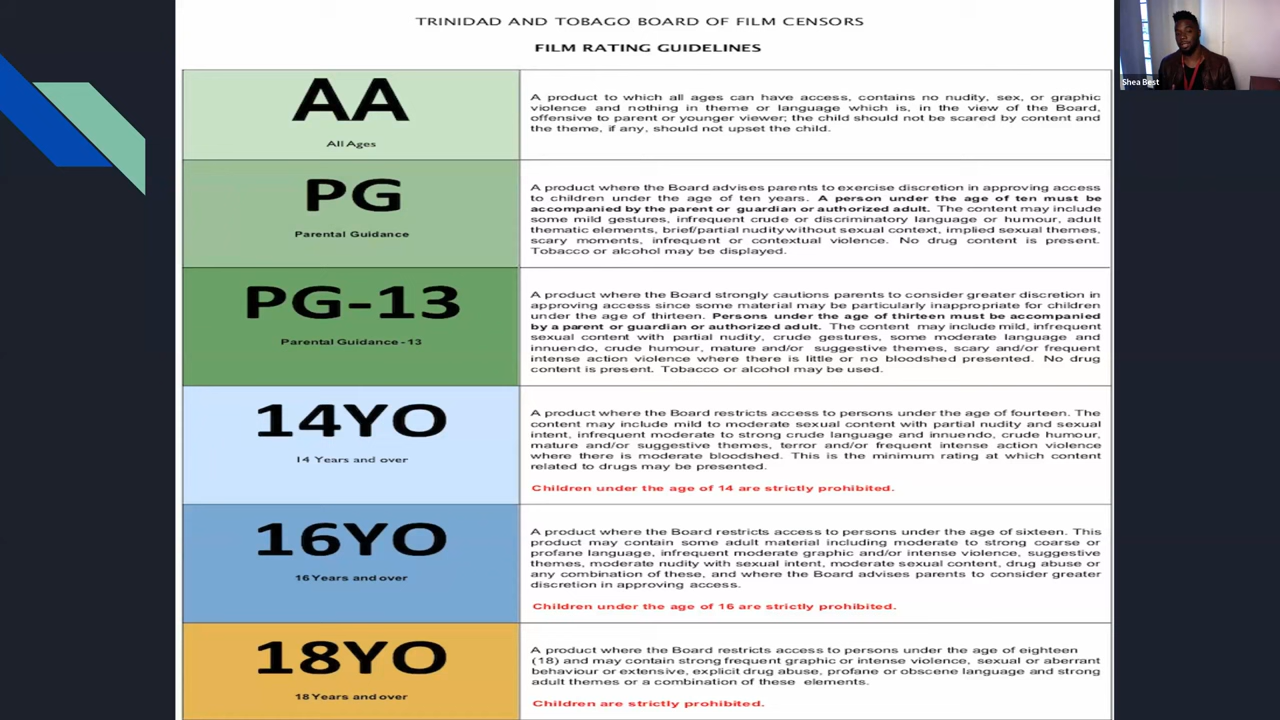 TRINIDAD AND TOBAGO BOARD OF FILM CENSORS
FILM RATING GUIDELINES
Shea Best
AA
All Ages
A product to which all ages can have access, contains no nudity, sex, or graphic
violence and nothing in theme or language which is, in the view of the Board,
offensive to parent or younger viewer; the child should not be scared by content and
the theme, if any, should not upset the child.
PG
Parental Guidance
A product where the Board advises parents to exercise discretion in approving access
to children under the age of ten years. A person under the age of ten must be
accompanied by the parent or guardian or authorized adult. The content may include
some mild gestures, infrequent crude or discriminatory language or humour, adult
thematic elements, brief/partial nudity without sexual context, implied sexual themes,
scary moments, infrequent or contextual violence. No drug content is present.
Tobacco or alcohol may be displayed.
PG-13
Parental Guidance - 13
A product where the Board strongly cautions parents to consider greater discretion in
approving access since some material may be particularly inappropriate for children
under the age of thirteen. Persons under the age of thirteen must be accompanied
by a parent or guardian or authorized adult. The content may include mild, infrequent
sexual content with partial nudity, crude gestures, some moderate language and
innuendo, crude humour, mature and/or suggestive themes, scary and/or frequent
intense action violence where there is little or no bloodshed presented. No drug
content is present. Tobacco or alcohol may be used.
14YO
14 Years and over
A product where the Board restricts access to persons under the age of fourteen. The
content may include mild to moderate sexual content with partial nudity and sexual
intent, infrequent moderate to strong crude language and innuendo, crude humour,
mature and/or suggestive themes, terror and/or frequent intense action violence
where there is moderate bloodshed. This is the minimum rating at which content
related to drugs may be presented.
Children under the age of 14 are strictly prohibited.
16YO
16 Years and over
A product where the Board restricts access to persons under the age of sixteen. This
product may contain some adult material including moderate to strong coarse or
profane language, infrequent moderate graphic and/or intense violence, suggestive
themes, moderate nudity with sexual intent, moderate sexual content, drug abuse or
any combination of these, and where the Board advises parents to consider greater
discretion in approving access.
Children under the age of 16 are strictly prohibited.
18YO
18 Years and over
A product where the Board restricts access to persons under the age of eighteen
(18) and may contain strong frequent graphic or intense violence, sexual or aberrant
behaviour or extensive, explicit drug abuse, profane or obscene language and strong
adult themes or a combination of these elements.
Children are strictly prohibited.